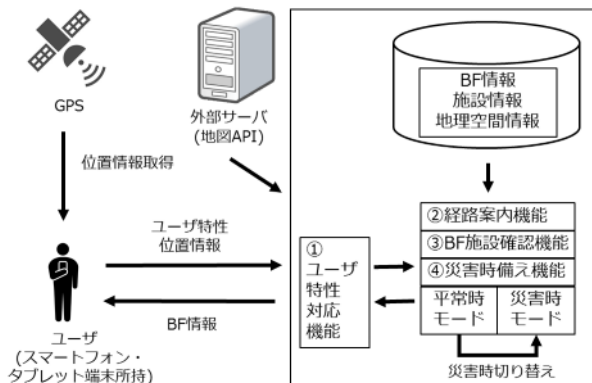 GPS
外部サーバ
(地図API)
BF情報
施設情報
地理空間情報
位置情報取得
ユーザ特性
位置情報
BF情報
①
ユーザ
特性
対応
機能
②経路案内機能
③BF施設確認機能
④災害時備え機能
平常時
モード
災害時
モード
災害時切り替え
ユーザ
(スマートフォン・
タブレット端末所持)